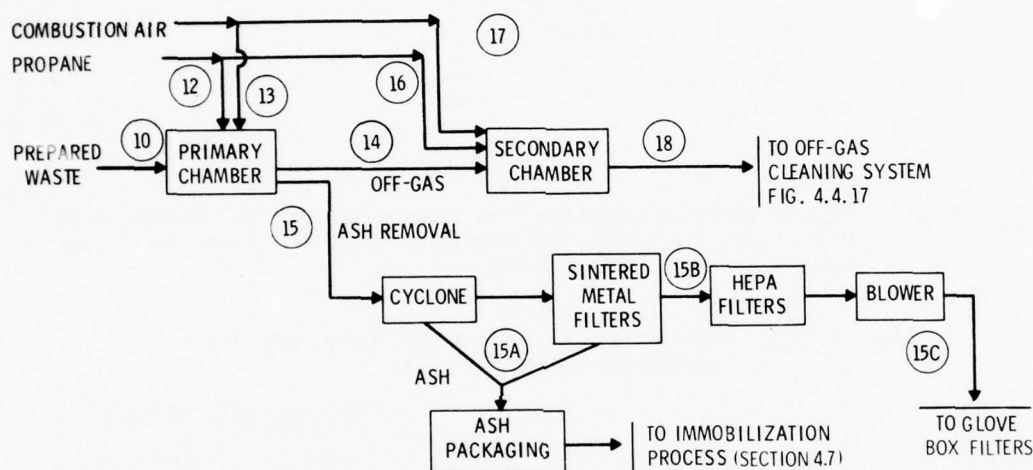 COMBUSTION AIR
17
PROPANE
12
13
16
10
14
PREPARED
WASTE
PRIMARY
CHAMBER
SECONDARY
CHAMBER
18
TO OFF-GAS
CLEANING SYSTEM
FIG. 4.4.17
OFF-GAS
15
ASH REMOVAL
CYCLONE
SINTERED
METAL
FILTERS
15B
HEPA
FILTERS
BLOWER
15A
15C
ASH
ASH
PACKAGING
TO IMMOBILIZATION
PROCESS (SECTION 4.7)
TO GLOVE
BOX FILTERS